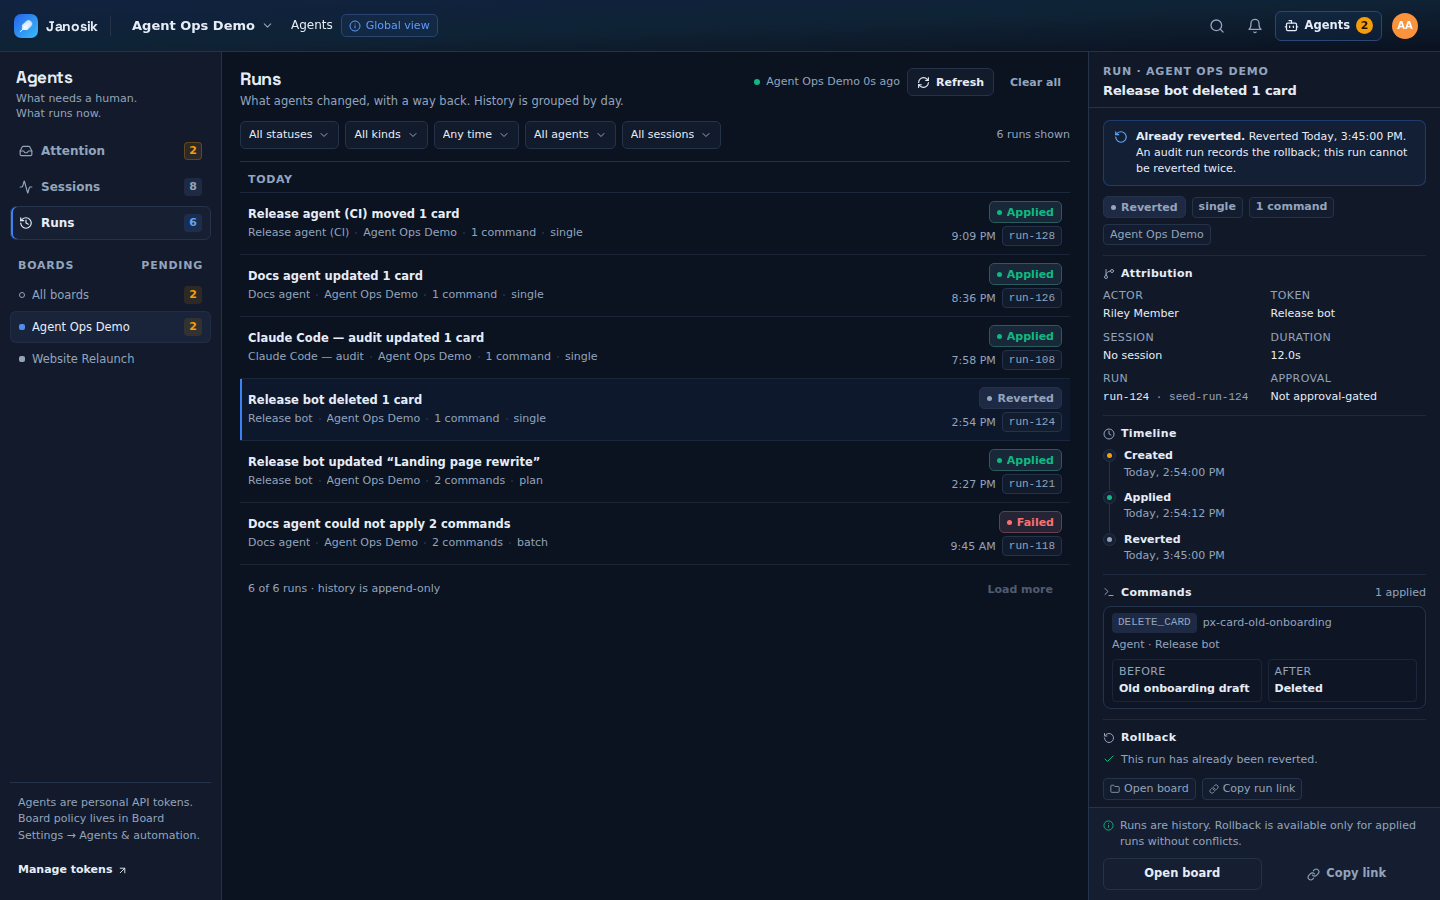 Janosik
Agent Ops Demo
Agents
Global view
Agents 2
AA
Agents
What needs a human.
What runs now.
Attention 2
Sessions 8
Runs 6
BOARDS PENDING
All boards 2
Agent Ops Demo 2
Website Relaunch
Agents are personal API tokens.
Board policy lives in Board
Settings → Agents & automation.
Manage tokens
Runs
What agents changed, with a way back. History is grouped by day.
Agent Ops Demo 0s ago
Refresh
Clear all
All statuses
All kinds
Any time
All agents
All sessions
6 runs shown
TODAY
Release agent (CI) moved 1 card
Applied
Release agent (CI) · Agent Ops Demo · 1 command · single
9:09 PM run-128
Docs agent updated 1 card
Applied
Docs agent · Agent Ops Demo · 1 command · single
8:36 PM run-126
Claude Code — audit updated 1 card
Applied
Claude Code — audit · Agent Ops Demo · 1 command · single
7:58 PM run-108
Release bot deleted 1 card
Reverted
Release bot · Agent Ops Demo · 1 command · single
2:54 PM run-124
Release bot updated “Landing page rewrite”
Applied
Release bot · Agent Ops Demo · 2 commands · plan
2:27 PM run-121
Docs agent could not apply 2 commands
Failed
Docs agent · Agent Ops Demo · 2 commands · batch
9:45 AM run-118
6 of 6 runs · history is append-only
Load more
RUN · AGENT OPS DEMO
Release bot deleted 1 card
Already reverted. Reverted Today, 3:45:00 PM.
An audit run records the rollback; this run cannot
be reverted twice.
Reverted single 1 command
Agent Ops Demo
Attribution
ACTOR TOKEN
Riley Member Release bot
SESSION DURATION
No session 12.0s
RUN APPROVAL
run-124 · seed-run-124 Not approval-gated
Timeline
Created
Today, 2:54:00 PM
Applied
Today, 2:54:12 PM
Reverted
Today, 3:45:00 PM
Commands 1 applied
DELETE_CARD px-card-old-onboarding
Agent · Release bot
BEFORE AFTER
Old onboarding draft Deleted
Rollback
This run has already been reverted.
Open board Copy run link
Runs are history. Rollback is available only for applied
runs without conflicts.
Open board Copy link